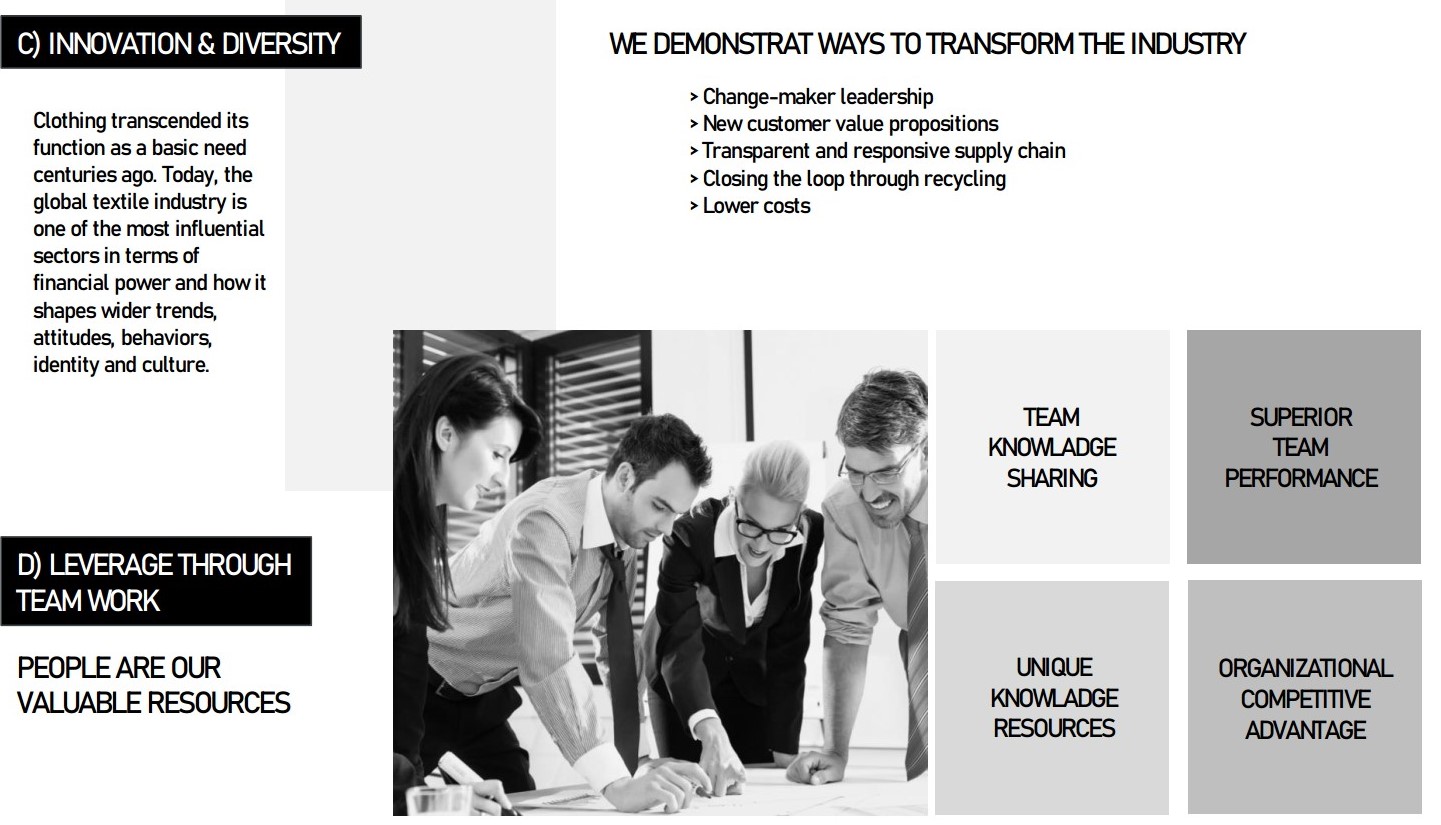 C) INNOVATION & DIVERSITY
Clothing transcended its
function as a basic need
centuries ago. Today, the
global textile industry is
one of the most influential
sectors in terms of
financial power and how it
shapes wider trends,
attitudes, behaviors,
identity and culture.
WE DEMONSTRAT WAYS TO TRANSFORM THE INDUSTRY
> Change-maker leadership
> New customer value propositions
> Transparent and responsive supply chain
> Closing the loop through recycling
> Lower costs
D) LEVERAGE THROUGH
TEAM WORK
PEOPLE ARE OUR
VALUABLE RESOURCES
TEAM
KNOWLADGE
SHARING
SUPERIOR
TEAM
PERFORMANCE
UNIQUE
KNOWLADGE
RESOURCES
ORGANIZATIONAL
COMPETITIVE
ADVANTAGE